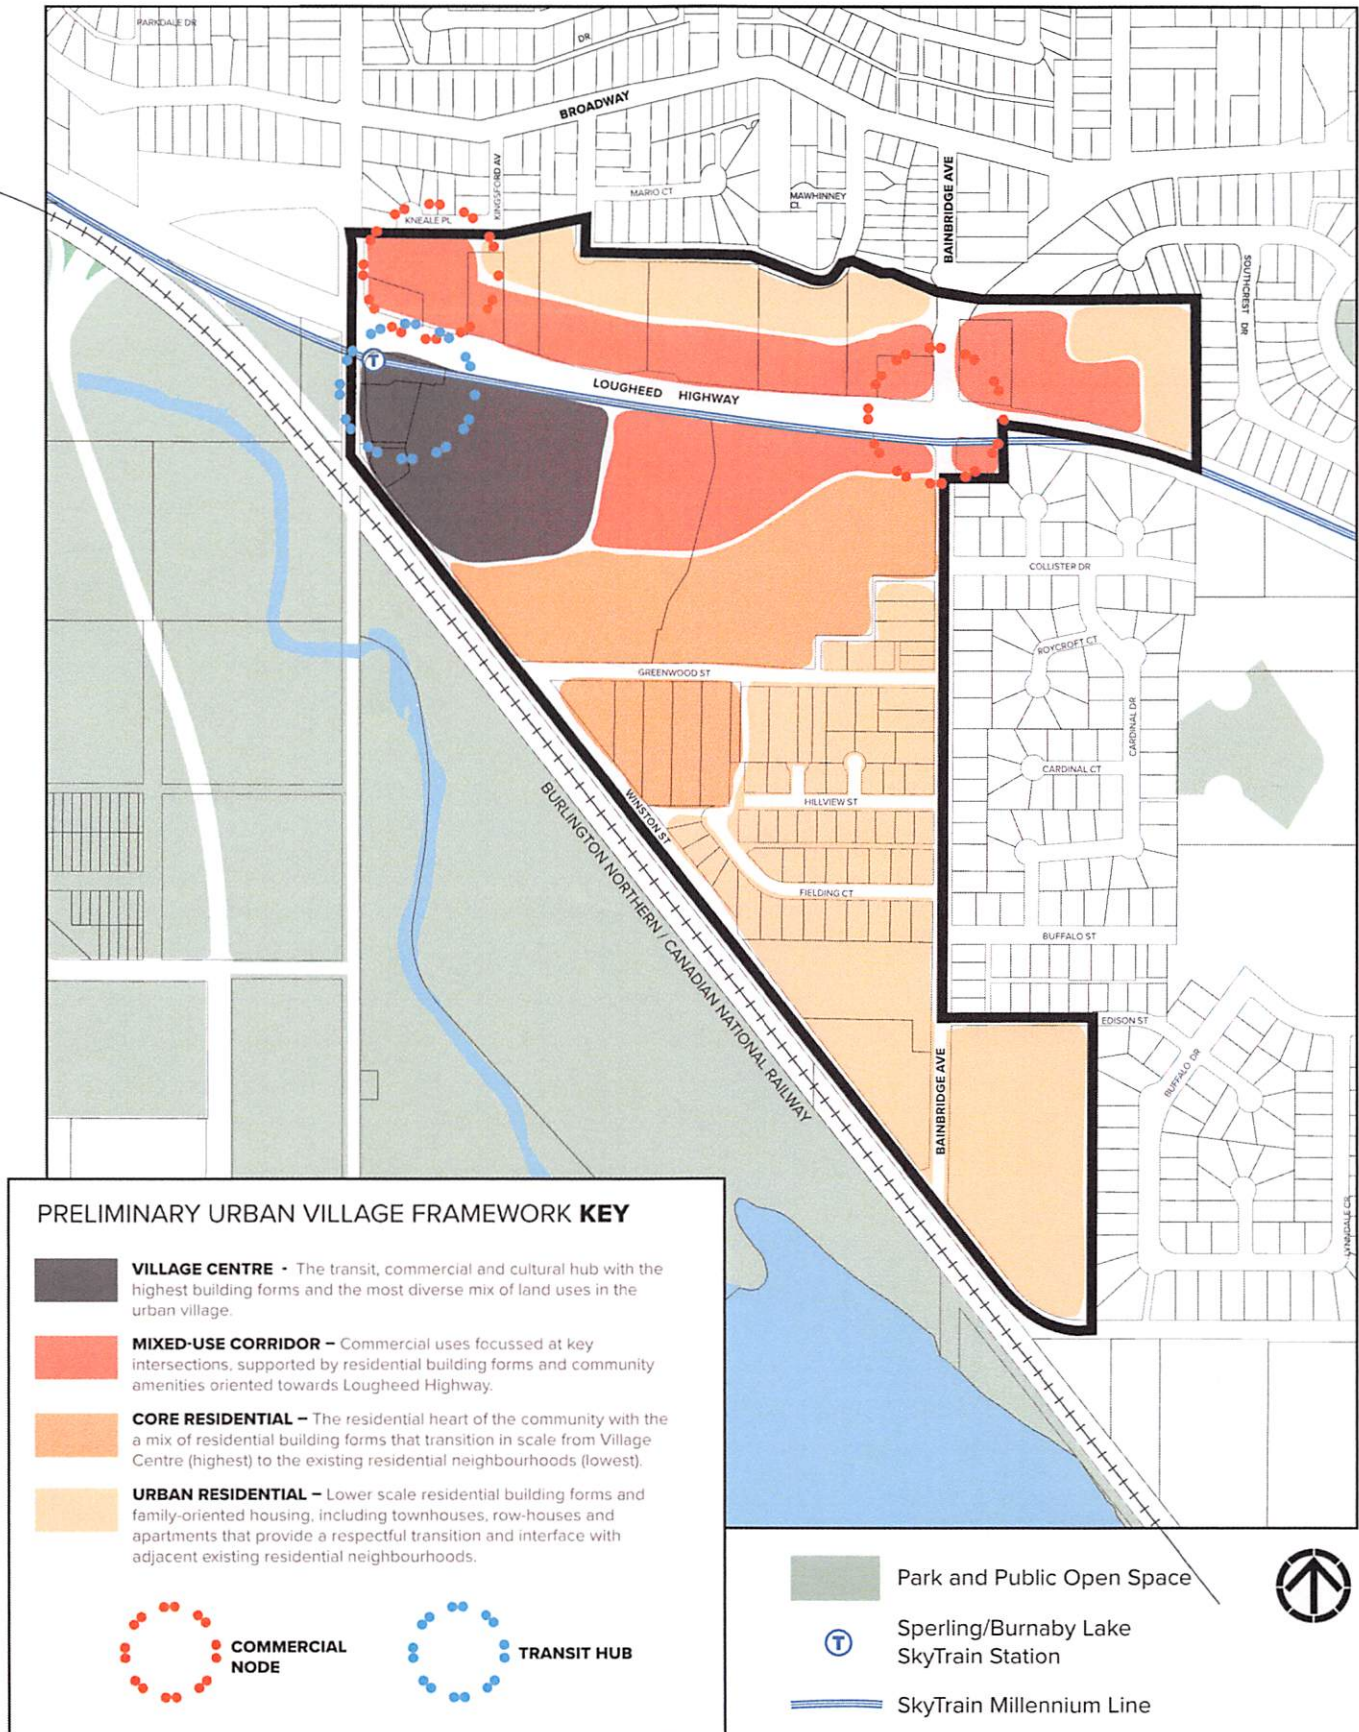 PARKDALE DR
DR
BROADWAY
KINGSFORD AV
MARIO CT
MAWHINNEY
CL
BAINBRIDGE AVE
KNEALE PL
SOUTHCREST DR
T
LOUGHEED HIGHWAY
COLLISTER DR
ROYCROFT CT
GREENWOOD ST
CARDINAL DR
CARDINAL CT
HILLVIEW ST
WINSTON ST
BURLINGTON NORTHERN / CANADIAN NATIONAL RAILWAY
FIELDING CT
BUFFALO ST
EDISON ST
BUFFALO DR
BAINBRIDGE AVE
LYNNDALE CR
PRELIMINARY URBAN VILLAGE FRAMEWORK KEY
VILLAGE CENTRE - The transit, commercial and cultural hub with the
highest building forms and the most diverse mix of land uses in the
urban village.
MIXED-USE CORRIDOR – Commercial uses focussed at key
intersections, supported by residential building forms and community
amenities oriented towards Lougheed Highway.
CORE RESIDENTIAL – The residential heart of the community with the
a mix of residential building forms that transition in scale from Village
Centre (highest) to the existing residential neighbourhoods (lowest).
URBAN RESIDENTIAL – Lower scale residential building forms and
family-oriented housing, including townhouses, row-houses and
apartments that provide a respectful transition and interface with
adjacent existing residential neighbourhoods.
COMMERCIAL
NODE
TRANSIT HUB
Park and Public Open Space
T
Sperling/Burnaby Lake
SkyTrain Station
SkyTrain Millennium Line